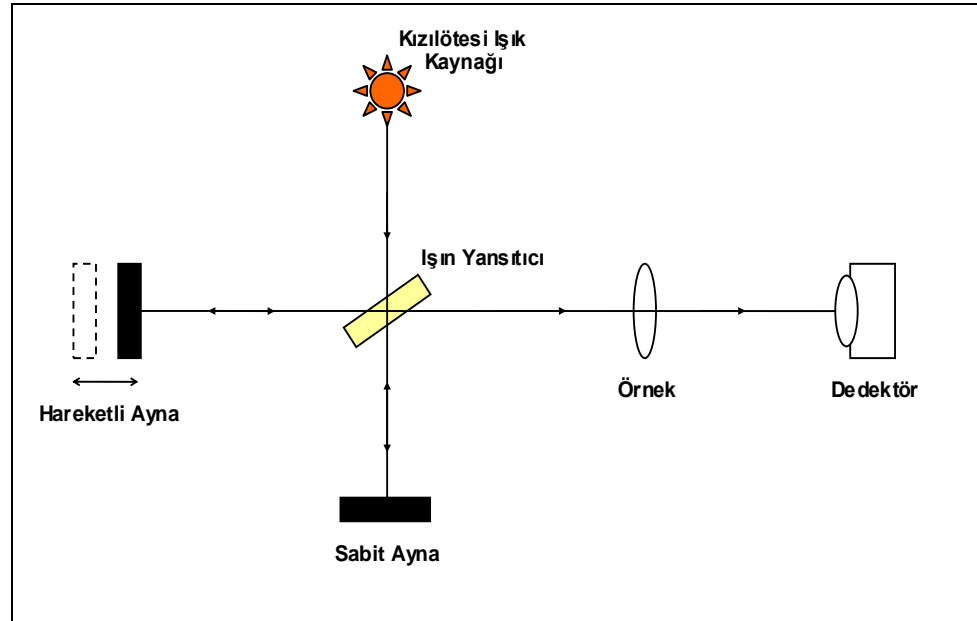 Kızılötesi Işık
Kaynağı
Işın Yansıtıcı
Örnek
Dedektör
Hareketli Ayna
Sabit Ayna